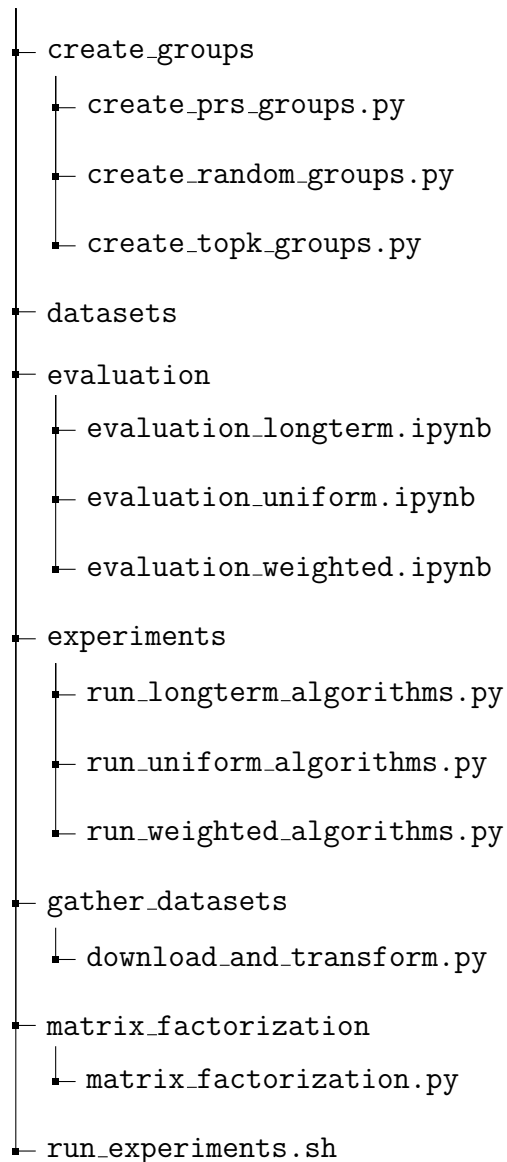 create_groups
create_prs_groups.py
create_random_groups.py
create_topk_groups.py
datasets
evaluation
evaluation_longterm.ipynb
evaluation_uniform.ipynb
evaluation_weighted.ipynb
experiments
run_longterm_algorithms.py
run_uniform_algorithms.py
run_weighted_algorithms.py
gather_datasets
download_and_transform.py
matrix_factorization
matrix_factorization.py
run_experiments.sh